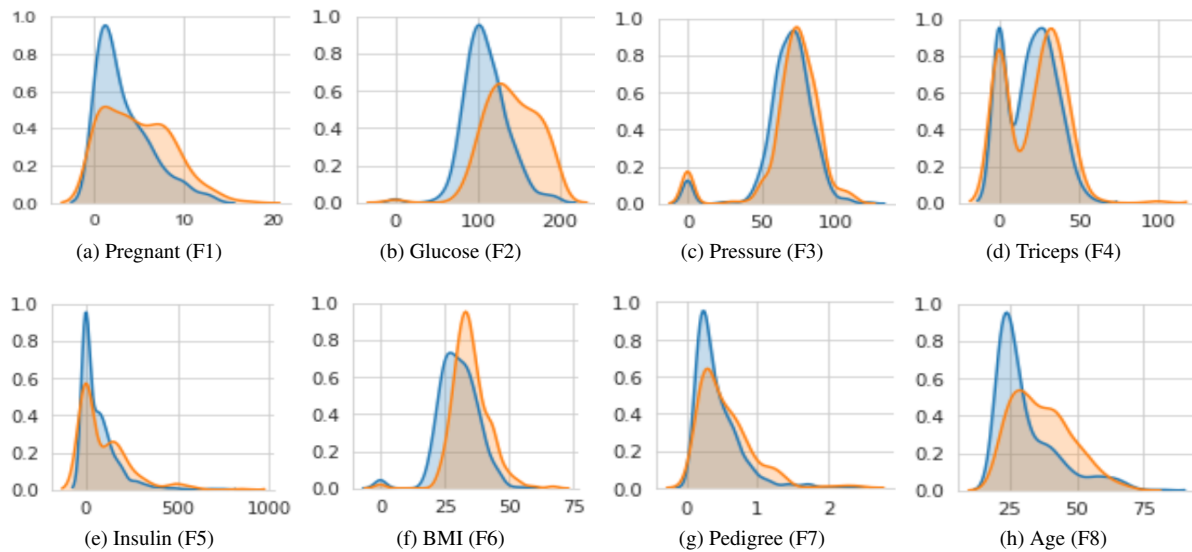 1.0 1.0 1.0 1.0
0.8 0.8 0.8 0.8
0.6 0.6 0.6 0.6
0.4 0.4 0.4 0.4
0.2 0.2 0.2 0.2
0.0 0.0 0.0 0.0
0 10 20 0 100 200 0 50 100 0 50 100
(a) Pregnant (F1) (b) Glucose (F2) (c) Pressure (F3) (d) Triceps (F4)
1.0 1.0 1.0 1.0
0.8 0.8 0.8 0.8
0.6 0.6 0.6 0.6
0.4 0.4 0.4 0.4
0.2 0.2 0.2 0.2
0.0 0.0 0.0 0.0
0 500 1000 0 25 50 75 0 1 2 25 50 75
(e) Insulin (F5) (f) BMI (F6) (g) Pedigree (F7) (h) Age (F8)